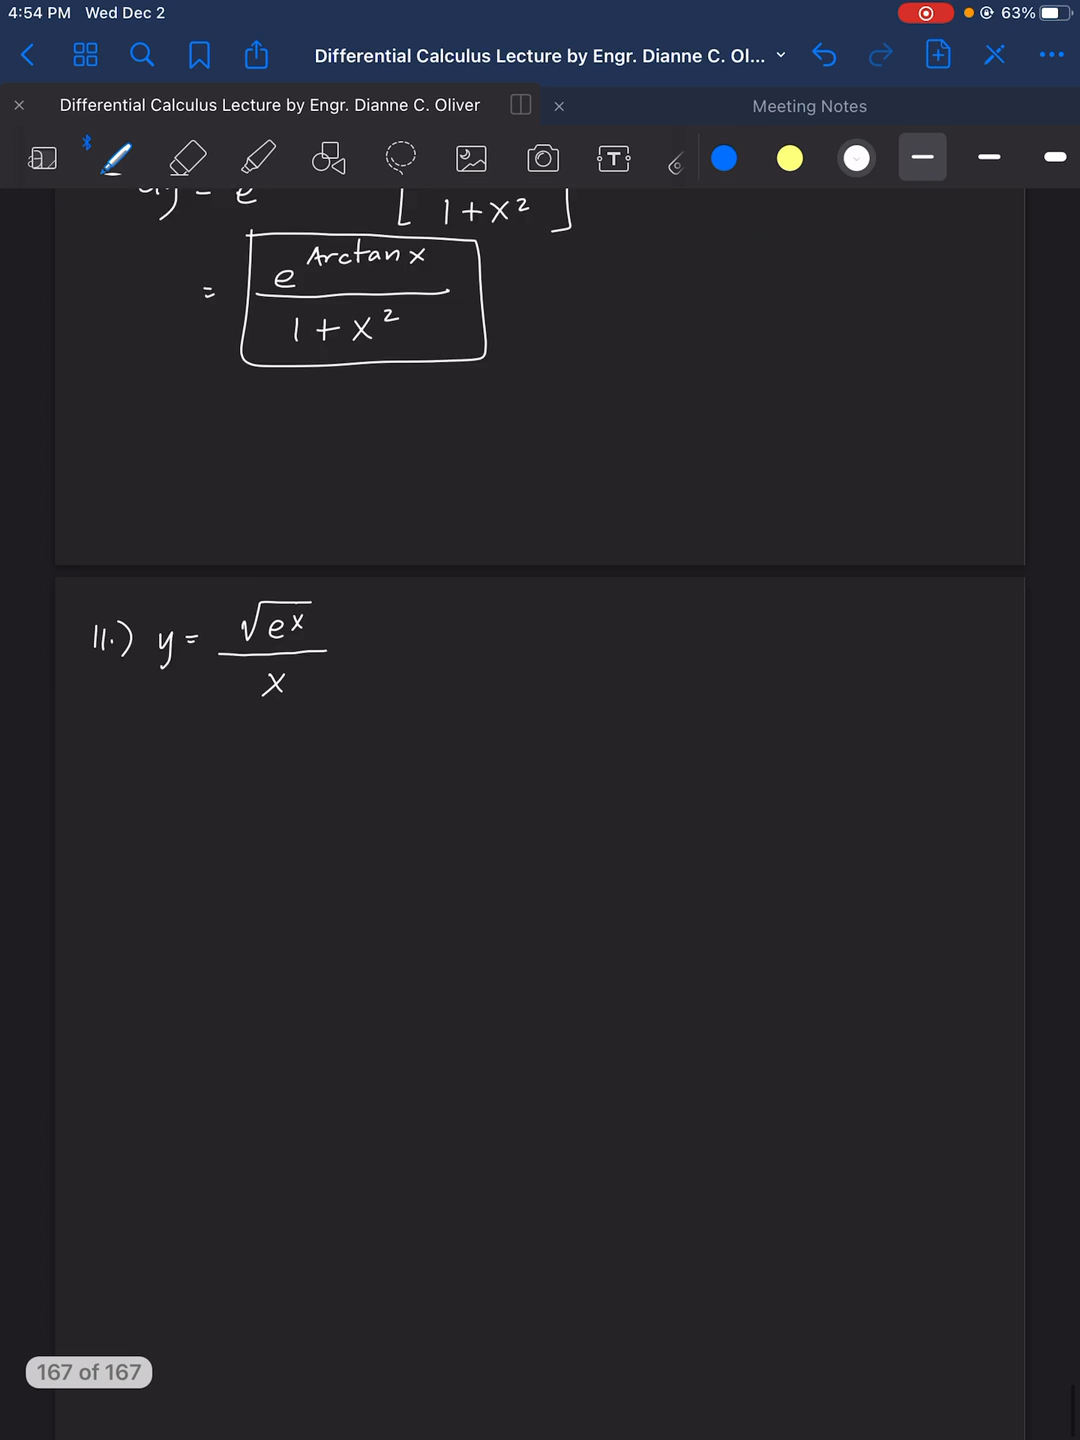 4:54 PM Wed Dec 2 63%
Differential Calculus Lecture by Engr. Dianne C. Ol...
Differential Calculus Lecture by Engr. Dianne C. Oliver
Meeting Notes
T
= e
[ 1+x² ]
= e^(Arctan x)
1 + x²
11.) y = √(e^x)
x
167 of 167